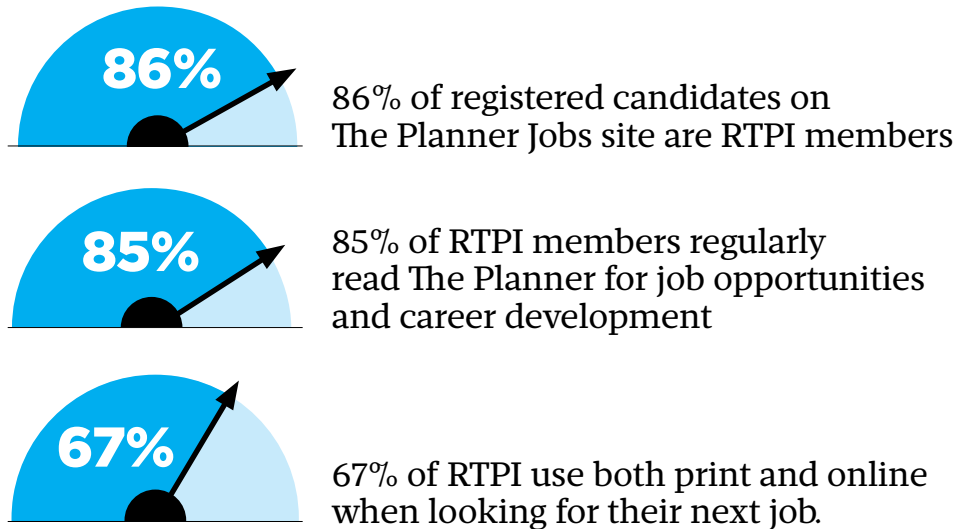 86%
86% of registered candidates on
The Planner Jobs site are RTPI members
85%
85% of RTPI members regularly
read The Planner for job opportunities
and career development
67%
67% of RTPI use both print and online
when looking for their next job.